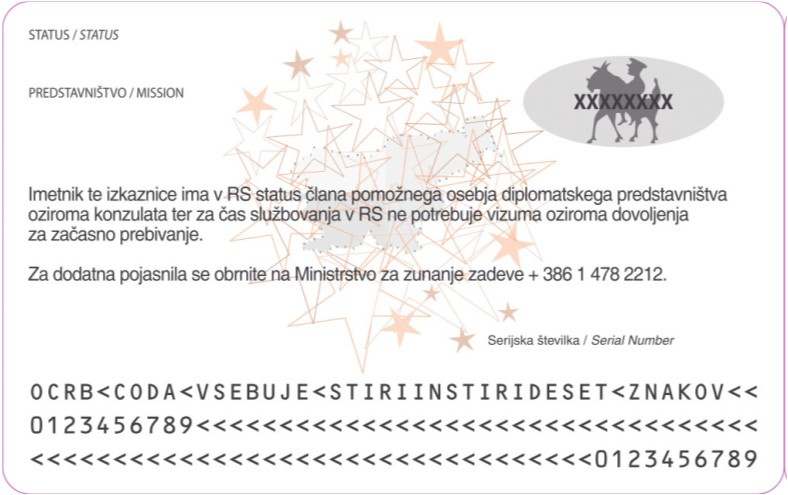 STATUS / STATUS
PREDSTAVNIŠTVO / MISSION
XXXXXXXX
Imetnik te izkaznice ima v RS status člana pomožnega osebja diplomatskega predstavništva
oziroma konzulata ter za čas službovanja v RS ne potrebuje vizuma oziroma dovoljenja
za začasno prebivanje.
Za dodatna pojasnila se obrnite na Ministrstvo za zunanje zadeve + 386 1 478 2212.
Serijska številka / Serial Number
OCRB<CODA<VSEBUJE<STIRIINSTIRIDESET<ZNAKOV<<
0123456789<<<<<<<<<<<<<<<<<<<<<<<<<<<<<<<<<<
<<<<<<<<<<<<<<<<<<<<<<<<<<<<<<<<<<0123456789